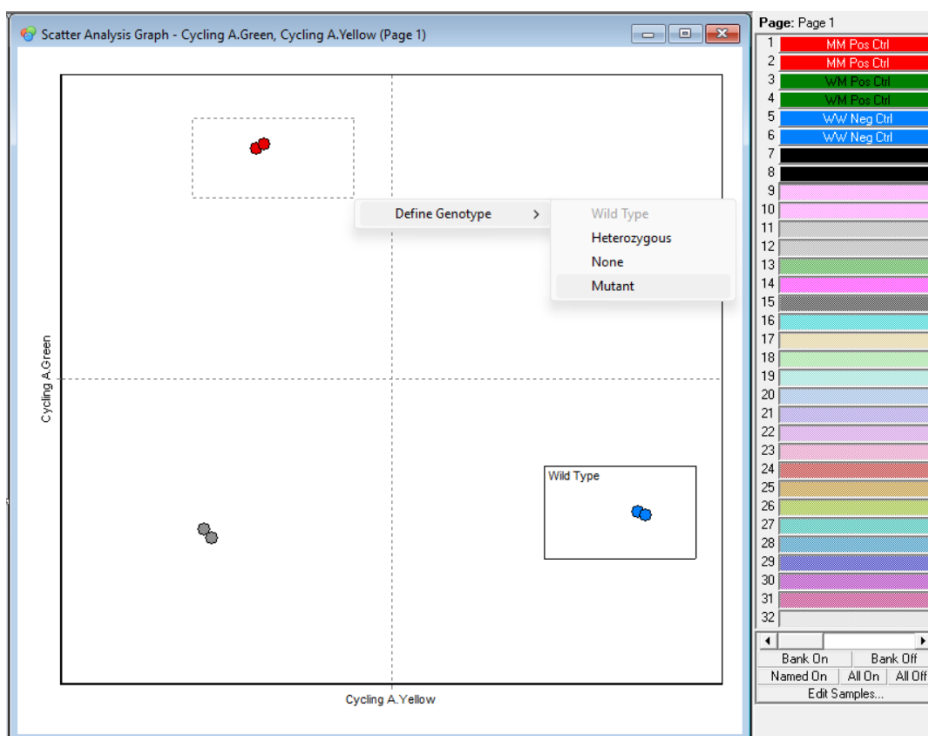 Scatter Analysis Graph - Cycling A.Green, Cycling A.Yellow (Page 1)
Cycling A.Green
Define Genotype
Wild Type
Heterozygous
None
Mutant
Wild Type
Cycling A.Yellow
Page: Page 1
1 MM Pos Ctrl
2 MM Pos Ctrl
3 WM Pos Ctrl
4 WM Pos Ctrl
5 WW Neg Ctrl
6 WW Neg Ctrl
7
8
9
10
11
12
13
14
15
16
17
18
19
20
21
22
23
24
25
26
27
28
29
30
31
32
Bank On Bank Off
Named On All On All Off
Edit Samples...